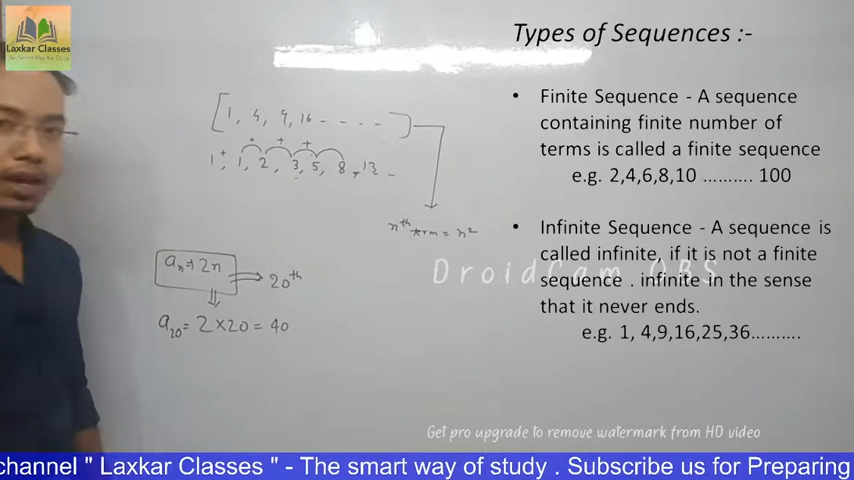 Laxkar Classes
Types of Sequences :-
[1, 4, 9, 16 - - - - - )
1, 1, 2, 3, 5, 8, 13, -
+ + + +
nth term = n²
an = 2n
20th
a20 = 2 × 20 = 40
• Finite Sequence - A sequence
containing finite number of
terms is called a finite sequence
e.g. 2,4,6,8,10 .......... 100
• Infinite Sequence - A sequence is
called infinite, if it is not a finite
sequence . infinite in the sense
that it never ends.
e.g. 1, 4,9,16,25,36..........
DroidCam OBS
Get pro upgrade to remove watermark from HD video
channel " Laxkar Classes " - The smart way of study . Subscribe us for Preparing